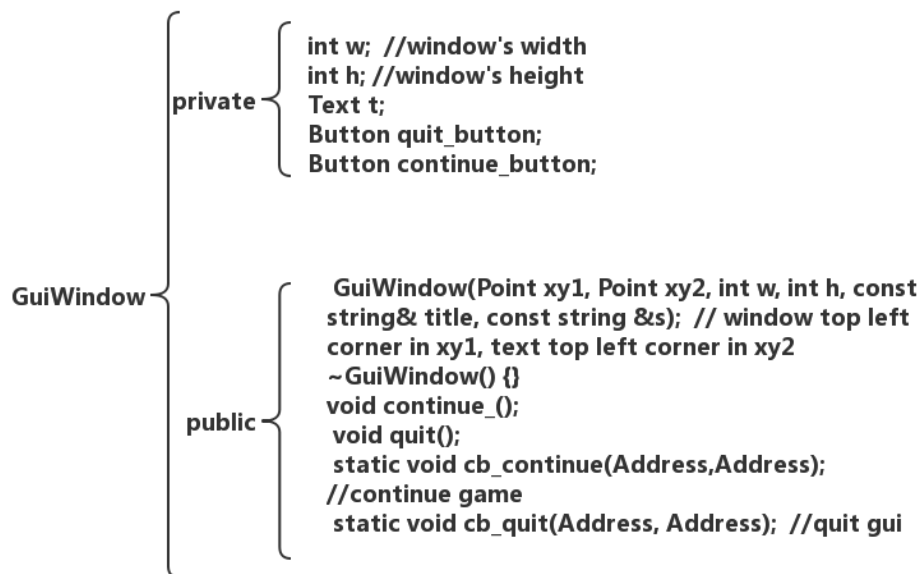 private
int w;  //window's width
int h; //window's height
Text t;
Button quit_button;
Button continue_button;
GuiWindow
public
GuiWindow(Point xy1, Point xy2, int w, int h, const
string& title, const string &s);  // window top left
corner in xy1, text top left corner in xy2
~GuiWindow() {}
void continue_();
void quit();
static void cb_continue(Address,Address);
//continue game
static void cb_quit(Address, Address);  //quit gui